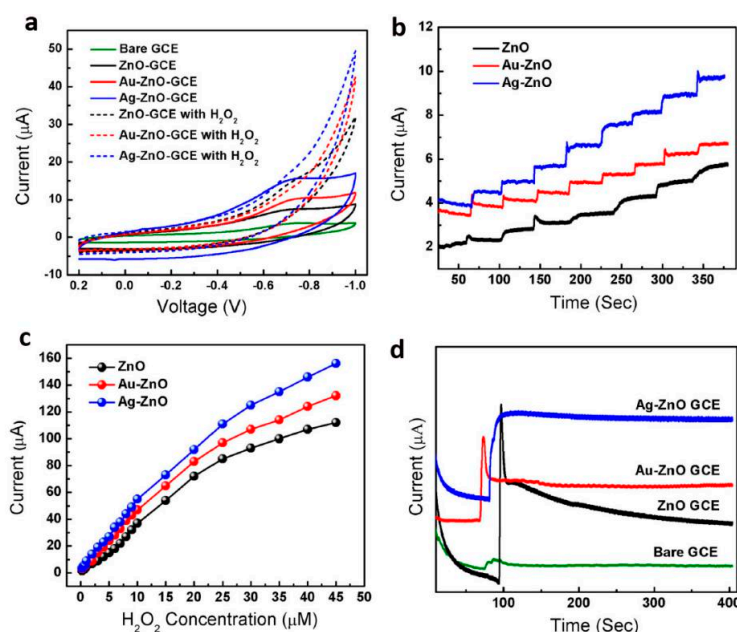 a
Bare GCE
ZnO-GCE
Au-ZnO-GCE
Ag-ZnO-GCE
ZnO-GCE with H₂O₂
Au-ZnO-GCE with H₂O₂
Ag-ZnO-GCE with H₂O₂
60
50
40
30
20
10
0
-10
Current (µA)
0.2 0.0 -0.2 -0.4 -0.6 -0.8 -1.0
Voltage (V)
b
ZnO
Au-ZnO
Ag-ZnO
12
10
8
6
4
2
Current (µA)
50 100 150 200 250 300 350
Time (Sec)
c
ZnO
Au-ZnO
Ag-ZnO
160
140
120
100
80
60
40
20
0
Current (µA)
0 5 10 15 20 25 30 35 40 45 50
H₂O₂ Concentration (µM)
d
Ag-ZnO GCE
Au-ZnO GCE
ZnO GCE
Bare GCE
Current (µA)
100 200 300 400
Time (Sec)